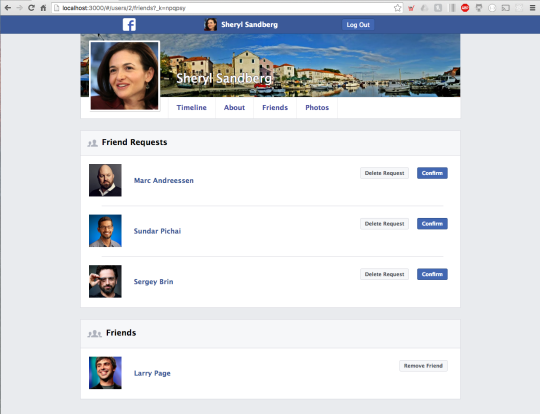 localhost:3000/#/users/2/friends?_k=npqpsy
Sheryl Sandberg
Log Out
Sheryl Sandberg
Timeline About Friends Photos
Friend Requests
Marc Andreessen Delete Request Confirm
Sundar Pichai Delete Request Confirm
Sergey Brin Delete Request Confirm
Friends
Larry Page Remove Friend